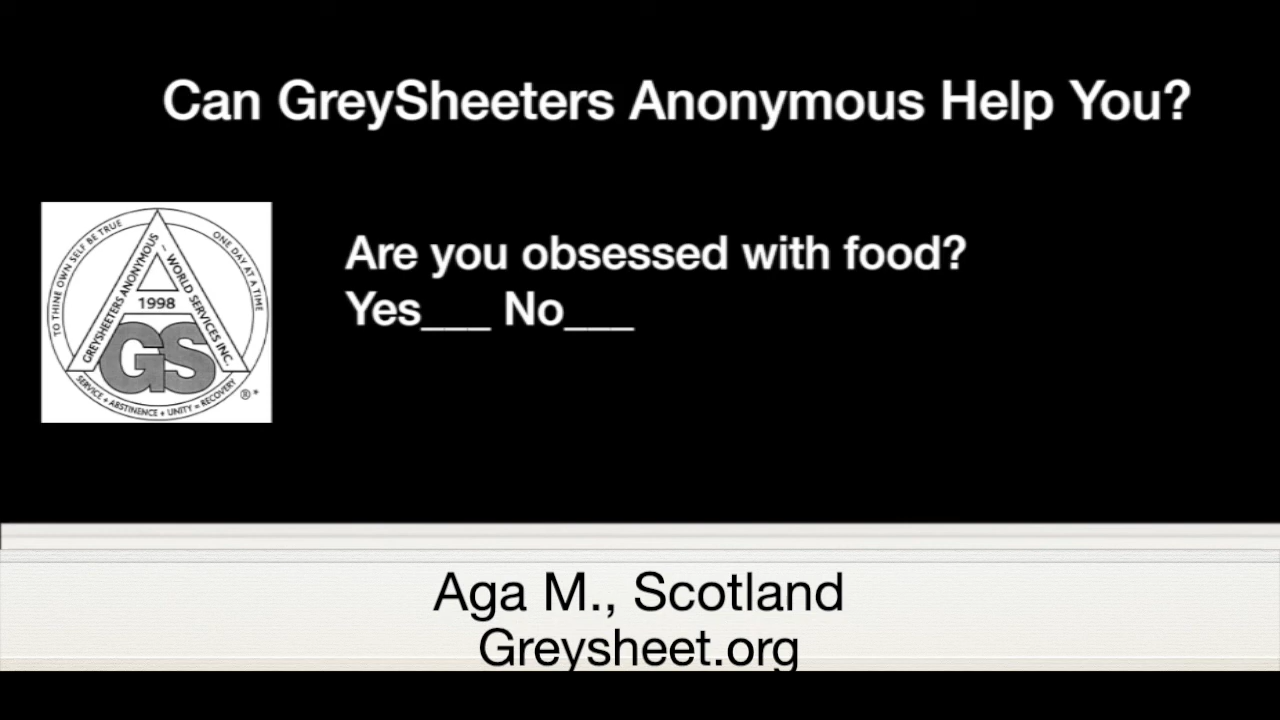 Can GreySheeters Anonymous Help You?
Are you obsessed with food?
Yes___ No___
TO THINE OWN SELF BE TRUE
ONE DAY AT A TIME
GREYSHEETERS ANONYMOUS ~ WORLD SERVICES INC.
1998
GS
SERVICE + ABSTINENCE + UNITY = RECOVERY
®*
Aga M., Scotland
Greysheet.org